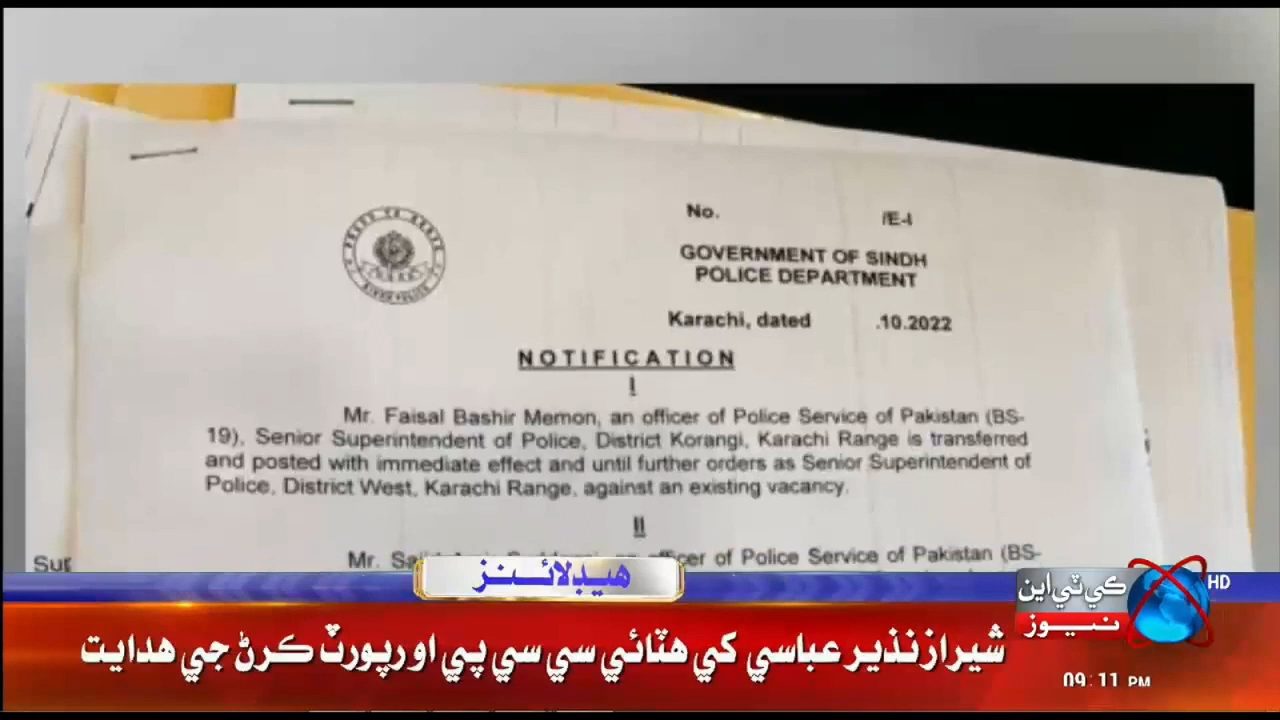 No. /E-I
GOVERNMENT OF SINDH
POLICE DEPARTMENT
Karachi, dated .10.2022
NOTIFICATION
I
Mr. Faisal Bashir Memon, an officer of Police Service of Pakistan (BS-
19), Senior Superintendent of Police, District Korangi, Karachi Range is transferred
and posted with immediate effect and until further orders as Senior Superintendent of
Police, District West, Karachi Range, against an existing vacancy.
II
Mr. officer of Police Service of Pakistan (BS-
هيڊلائنز
ڪي ٽي اين
نيوز
HD
شيراز نذير عباسي کي هٽائي سي سي پي او رپورٽ ڪرڻ جي هدايت
09:11 PM